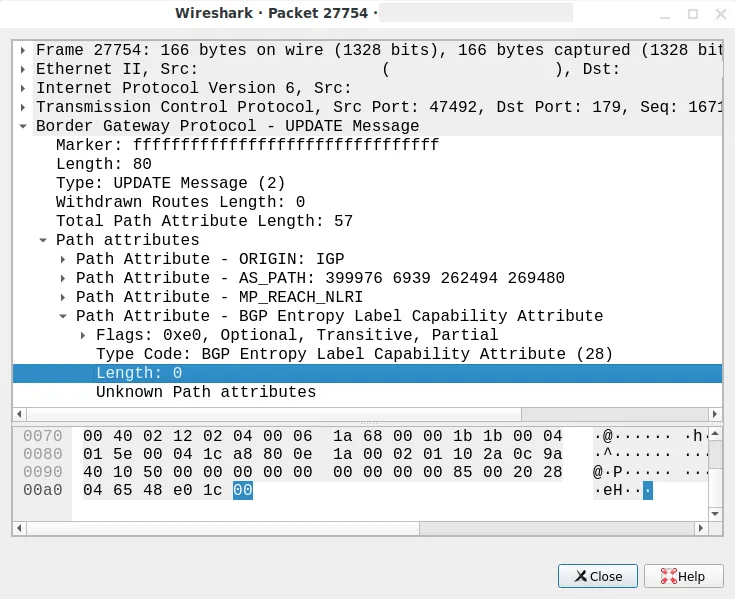 Wireshark · Packet 27754 ·
Frame 27754: 166 bytes on wire (1328 bits), 166 bytes captured (1328 bit
Ethernet II, Src: ( ), Dst:
Internet Protocol Version 6, Src:
Transmission Control Protocol, Src Port: 47492, Dst Port: 179, Seq: 1671
Border Gateway Protocol - UPDATE Message
Marker: ffffffffffffffffffffffffffffffff
Length: 80
Type: UPDATE Message (2)
Withdrawn Routes Length: 0
Total Path Attribute Length: 57
Path attributes
Path Attribute - ORIGIN: IGP
Path Attribute - AS_PATH: 399976 6939 262494 269480
Path Attribute - MP_REACH_NLRI
Path Attribute - BGP Entropy Label Capability Attribute
Flags: 0xe0, Optional, Transitive, Partial
Type Code: BGP Entropy Label Capability Attribute (28)
Length: 0
Unknown Path attributes
0070 00 40 02 12 02 04 00 06 1a 68 00 00 1b 1b 00 04 ·@······ ·h·
0080 01 5e 00 04 1c a8 80 0e 1a 00 02 01 10 2a 0c 9a ·^······ ···
0090 40 10 50 00 00 00 00 00 00 00 00 00 85 00 20 28 @·P····· ···
00a0 04 65 48 e0 1c 00 ·eH···
Close Help